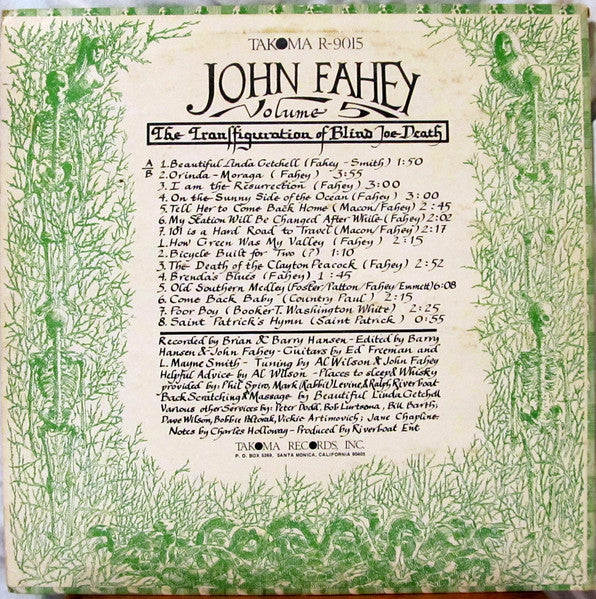 TAKOMA R-9015
JOHN FAHEY
Volume 5
The Transfiguration of Blind Joe Death
A 1. Beautiful Linda Getchell (Fahey - Smith) 1:50
B 2. Orinda - Moraga (Fahey) 3:55
3. I am the Resurrection (Fahey) 3:00
4. On the Sunny Side of the Ocean (Fahey) 3:00
5. Tell Her to Come Back Home (Macon/Fahey) 2:45
6. My Station Will Be Changed After While (Fahey) 2:02
7. 101 is a Hard Road to Travel (Macon/Fahey) 2:17
1. How Green Was My Valley (Fahey) 2:15
2. Bicycle Built for Two (?) 1:10
3. The Death of the Clayton Peacock (Fahey) 2:52
4. Brenda's Blues (Fahey) 1:45
5. Old Southern Medley (Foster/Patton/Fahey/Emmett) 6:08
6. Come Back Baby (Country Paul) 2:15
7. Poor Boy (Booker T. Washington White) 2:25
8. Saint Patrick's Hymn (Saint Patrick) 0:55
Recorded by Brian & Barry Hansen - Edited by Barry
Hansen & John Fahey - Guitars by Ed Freeman and
L. Mayne Smith - Tuning by Al Wilson & John Fahey
Helpful Advice by Al Wilson - Places to sleep & Whisky
provided by: Phil Spiro, Mark (Rabbit) Levine & Ralph Riverboat
Back Scratching & Massage by Beautiful Linda Getchell
Various other Services by: Peter Dodd, Bob Lurtsema, Bill Barth;
Dave Wilson, Bobbie Poltorak, Vickie Artimovich; Jane Chapline.
Notes by Charles Holloway - Produced by Riverboat Ent
TAKOMA RECORDS, INC.
P. O. BOX 5369, SANTA MONICA, CALIFORNIA 90405